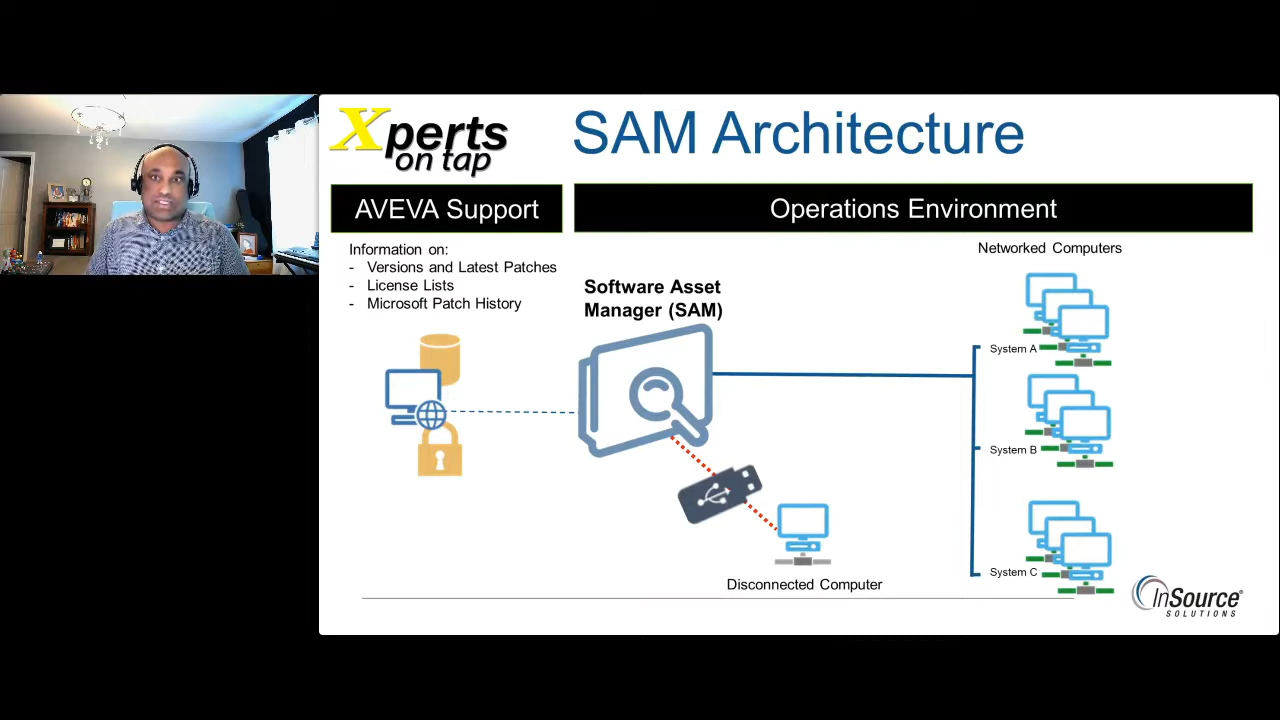 Xperts
on tap
SAM Architecture
AVEVA Support
Operations Environment
Information on:
- Versions and Latest Patches
- License Lists
- Microsoft Patch History
Software Asset
Manager (SAM)
Networked Computers
System A
System B
System C
Disconnected Computer
InSource®
SOLUTIONS